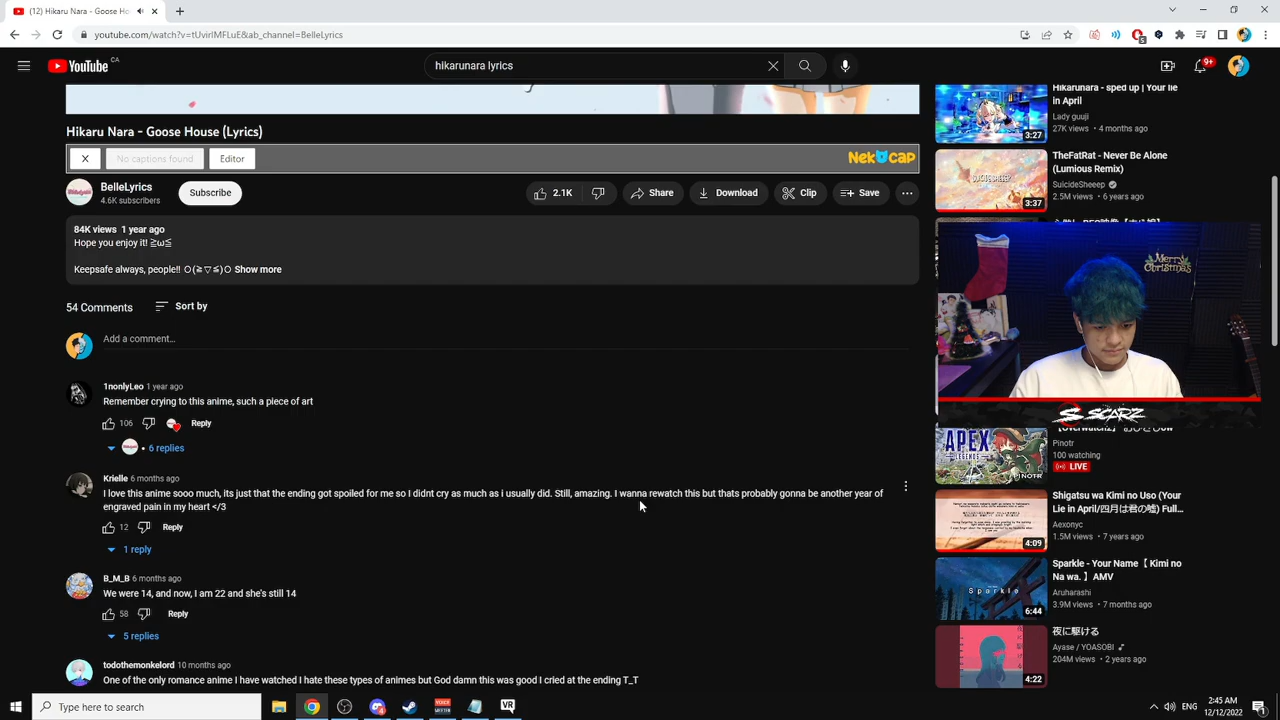 (12) Hikaru Nara - Goose Ho
youtube.com/watch?v=tUvirlMFLuE&ab_channel=BelleLyrics
YouTube CA
hikarunara lyrics
9+
Hikaru Nara - Goose House (Lyrics)
X
No captions found
Editor
NekoCap
BelleLyrics
4.6K subscribers
Subscribe
2.1K
Share
Download
Clip
Save
84K views 1 year ago
Hope you enjoy it! ≧ω≦
Keepsafe always, people!! O(≧▽≦)O Show more
54 Comments
Sort by
Add a comment...
1nonlyLeo 1 year ago
Remember crying to this anime, such a piece of art
106
Reply
6 replies
Krielle 6 months ago
I love this anime sooo much, its just that the ending got spoiled for me so I didnt cry as much as i usually did. Still, amazing. I wanna rewatch this but thats probably gonna be another year of
engraved pain in my heart </3
12
Reply
1 reply
B_M_B 6 months ago
We were 14, and now, I am 22 and she's still 14
58
Reply
5 replies
todothemonkelord 10 months ago
One of the only romance anime I have watched I hate these types of animes but God damn this was good I cried at the ending T_T
Hikarunara - sped up | Your lie
in April
Lady guuji
27K views • 4 months ago
3:27
TheFatRat - Never Be Alone
(Lumious Remix)
SuicideSheeep
2.5M views • 6 years ago
SUICIDESHEEEP
3:37
Merry
Christmas
SCARZ
Pinotr
100 watching
LIVE
APEX
LEGENDS
PINOTR
Shigatsu wa Kimi no Uso (Your
Lie in April/四月は君の嘘) Full...
Aexonyc
1.5M views • 7 years ago
4:09
Sparkle - Your Name【 Kimi no
Na wa. 】AMV
Aruharashi
3.9M views • 7 months ago
Sparkle
6:44
夜に駆ける
Ayase / YOASOBI
204M views • 2 years ago
4:22
Type here to search
VOICE
MEETER
VR
ENG
2:45 AM
12/12/2022